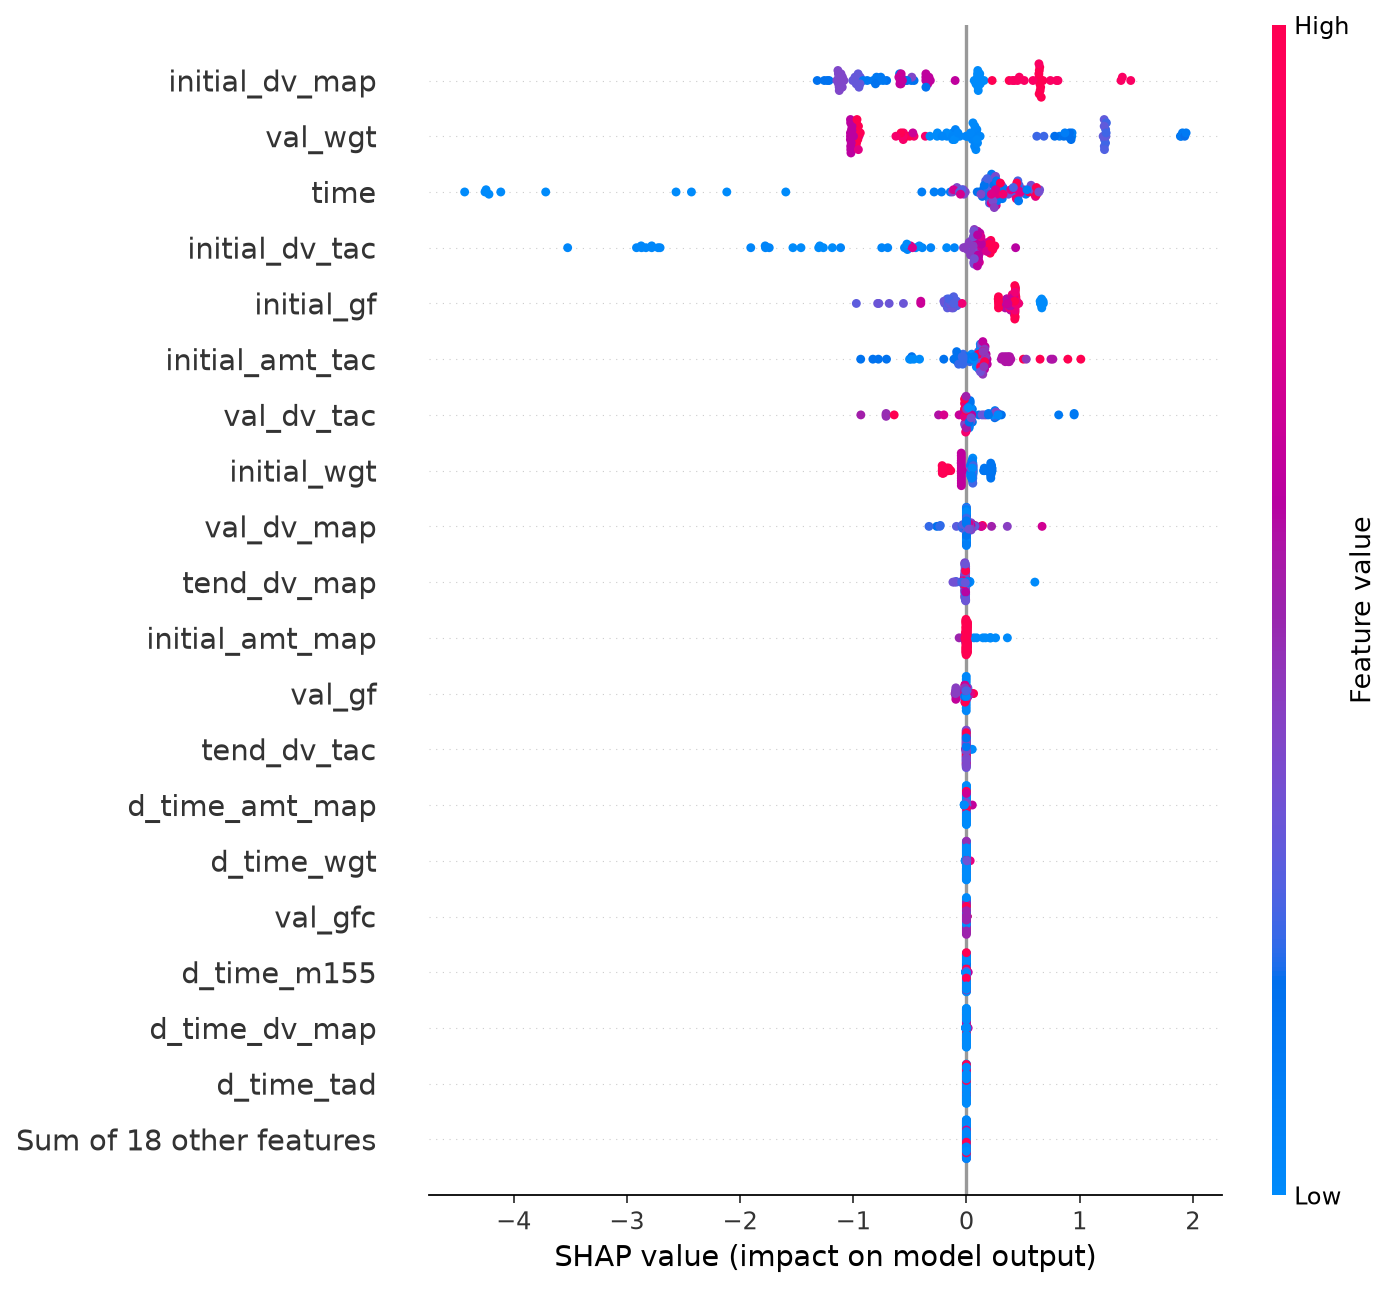 High
initial_dv_map
val_wgt
time
initial_dv_tac
initial_gf
initial_amt_tac
val_dv_tac
initial_wgt
val_dv_map
tend_dv_map
initial_amt_map
val_gf
tend_dv_tac
d_time_amt_map
d_time_wgt
val_gfc
d_time_m155
d_time_dv_map
d_time_tad
Sum of 18 other features
Feature value
Low
−4 −3 −2 −1 0 1 2
SHAP value (impact on model output)